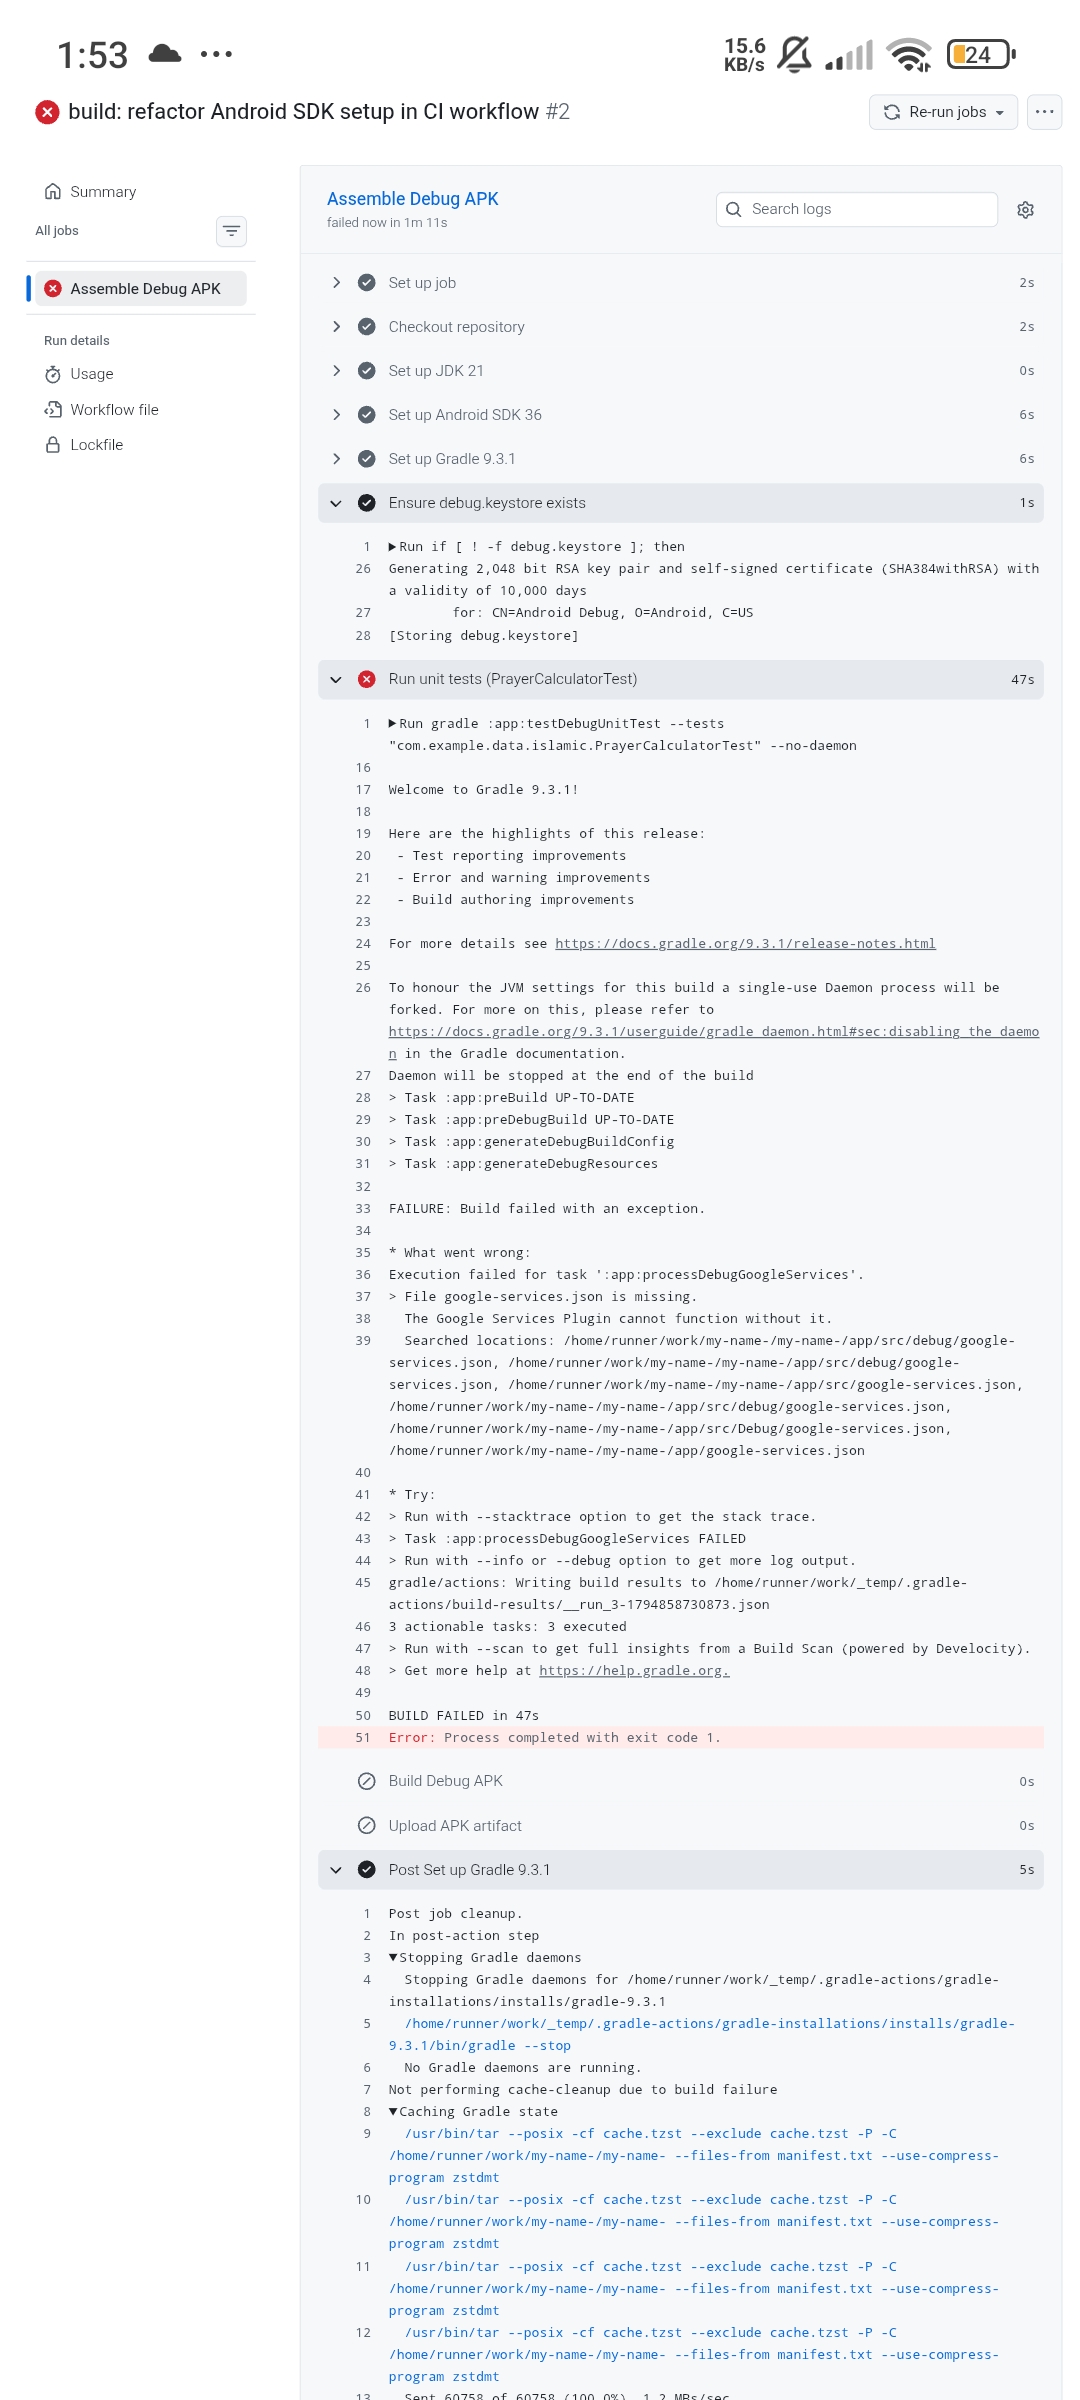 1:53
15.6
KB/s
24
build: refactor Android SDK setup in CI workflow #2
Re-run jobs
Summary
All jobs
Assemble Debug APK
Run details
Usage
Workflow file
Lockfile
Assemble Debug APK
failed now in 1m 11s
Search logs
Set up job 2s
Checkout repository 2s
Set up JDK 21 0s
Set up Android SDK 36 6s
Set up Gradle 9.3.1 6s
Ensure debug.keystore exists 1s
1 Run if [ ! -f debug.keystore ]; then
26 Generating 2,048 bit RSA key pair and self-signed certificate (SHA384withRSA) with
a validity of 10,000 days
27 for: CN=Android Debug, O=Android, C=US
28 [Storing debug.keystore]
Run unit tests (PrayerCalculatorTest) 47s
1 Run gradle :app:testDebugUnitTest --tests
"com.example.data.islamic.PrayerCalculatorTest" --no-daemon
16
17 Welcome to Gradle 9.3.1!
18
19 Here are the highlights of this release:
20 - Test reporting improvements
21 - Error and warning improvements
22 - Build authoring improvements
23
24 For more details see https://docs.gradle.org/9.3.1/release-notes.html
25
26 To honour the JVM settings for this build a single-use Daemon process will be
forked. For more on this, please refer to
https://docs.gradle.org/9.3.1/userguide/gradle_daemon.html#sec:disabling_the_daemo
n in the Gradle documentation.
27 Daemon will be stopped at the end of the build
28 > Task :app:preBuild UP-TO-DATE
29 > Task :app:preDebugBuild UP-TO-DATE
30 > Task :app:generateDebugBuildConfig
31 > Task :app:generateDebugResources
32
33 FAILURE: Build failed with an exception.
34
35 * What went wrong:
36 Execution failed for task ':app:processDebugGoogleServices'.
37 > File google-services.json is missing.
38 The Google Services Plugin cannot function without it.
39 Searched locations: /home/runner/work/my-name-/my-name-/app/src/debug/google-
services.json, /home/runner/work/my-name-/my-name-/app/src/debug/google-
services.json, /home/runner/work/my-name-/my-name-/app/src/google-services.json,
/home/runner/work/my-name-/my-name-/app/src/debug/google-services.json,
/home/runner/work/my-name-/my-name-/app/src/Debug/google-services.json,
/home/runner/work/my-name-/my-name-/app/google-services.json
40
41 * Try:
42 > Run with --stacktrace option to get the stack trace.
43 > Task :app:processDebugGoogleServices FAILED
44 > Run with --info or --debug option to get more log output.
45 gradle/actions: Writing build results to /home/runner/work/_temp/.gradle-
actions/build-results/__run_3-1794858730873.json
46 3 actionable tasks: 3 executed
47 > Run with --scan to get full insights from a Build Scan (powered by Develocity).
48 > Get more help at https://help.gradle.org.
49
50 BUILD FAILED in 47s
51 Error: Process completed with exit code 1.
Build Debug APK 0s
Upload APK artifact 0s
Post Set up Gradle 9.3.1 5s
1 Post job cleanup.
2 In post-action step
3 Stopping Gradle daemons
4 Stopping Gradle daemons for /home/runner/work/_temp/.gradle-actions/gradle-
installations/installs/gradle-9.3.1
5 /home/runner/work/_temp/.gradle-actions/gradle-installations/installs/gradle-
9.3.1/bin/gradle --stop
6 No Gradle daemons are running.
7 Not performing cache-cleanup due to build failure
8 Caching Gradle state
9 /usr/bin/tar --posix -cf cache.tzst --exclude cache.tzst -P -C
/home/runner/work/my-name-/my-name- --files-from manifest.txt --use-compress-
program zstdmt
10 /usr/bin/tar --posix -cf cache.tzst --exclude cache.tzst -P -C
/home/runner/work/my-name-/my-name- --files-from manifest.txt --use-compress-
program zstdmt
11 /usr/bin/tar --posix -cf cache.tzst --exclude cache.tzst -P -C
/home/runner/work/my-name-/my-name- --files-from manifest.txt --use-compress-
program zstdmt
12 /usr/bin/tar --posix -cf cache.tzst --exclude cache.tzst -P -C
/home/runner/work/my-name-/my-name- --files-from manifest.txt --use-compress-
program zstdmt
13 Sent 60758 of 60758 (100.0%), 1.2 MBs/sec